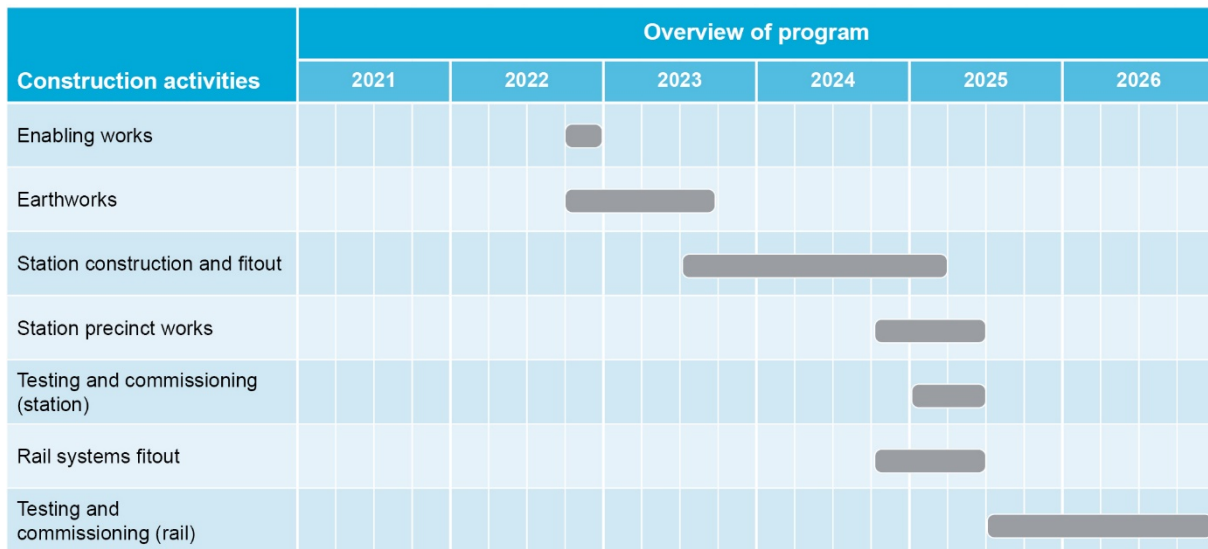 Overview of program
Construction activities
2021
2022
2023
2024
2025
2026
Enabling works
Earthworks
Station construction and fitout
Station precinct works
Testing and commissioning
(station)
Rail systems fitout
Testing and
commissioning (rail)